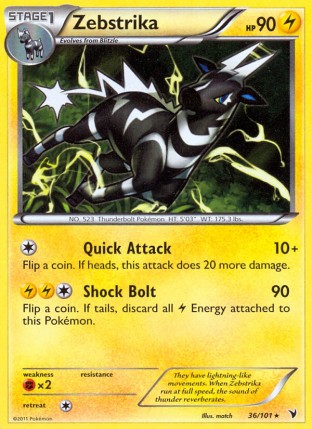 STAGE1
Zebstrika
HP90
Evolves from Blitzle
NO. 523. Thunderbolt Pokémon. HT: 5'03" WT: 175.3 lbs.
Quick Attack 10+
Flip a coin. If heads, this attack does 20 more damage.
Shock Bolt 90
Flip a coin. If tails, discard all Energy attached to
this Pokémon.
weakness
×2
resistance
They have lightning-like
movements. When Zebstrika
run at full speed, the sound of
thunder reverberates.
retreat
©2011 Pokémon
Illus. match
36/101